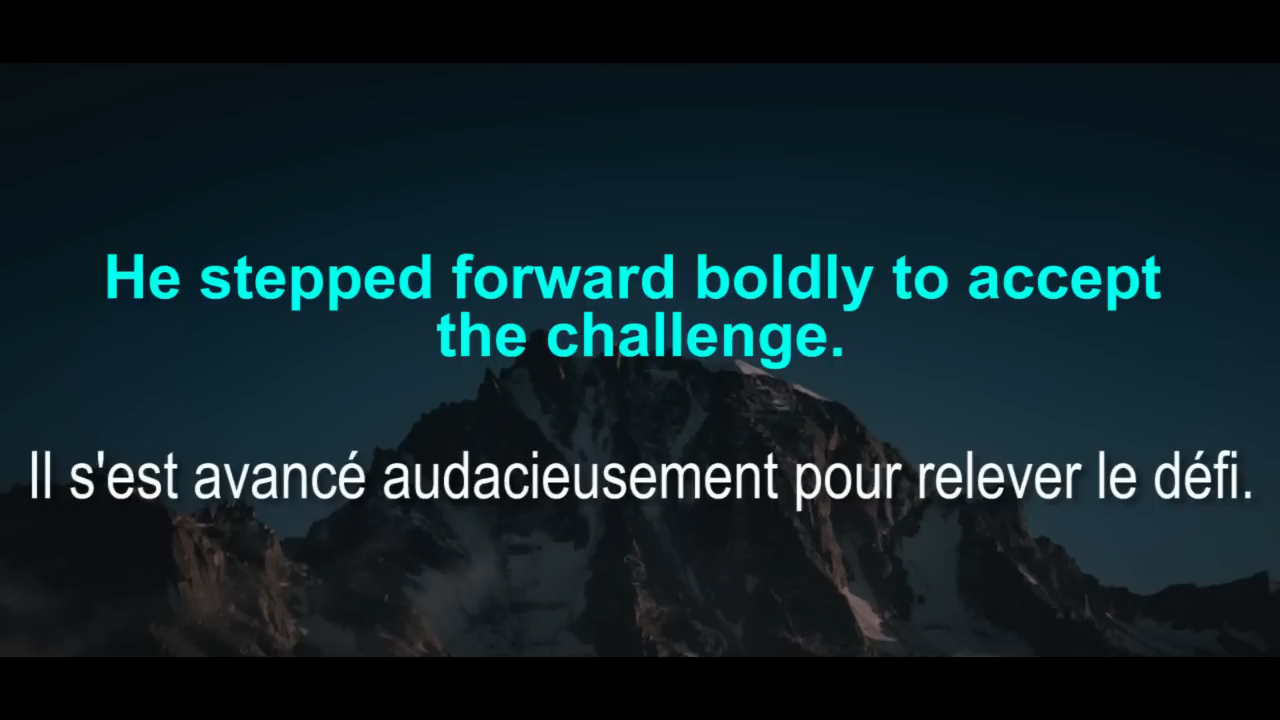 He stepped forward boldly to accept
the challenge.
Il s'est avancé audacieusement pour relever le défi.